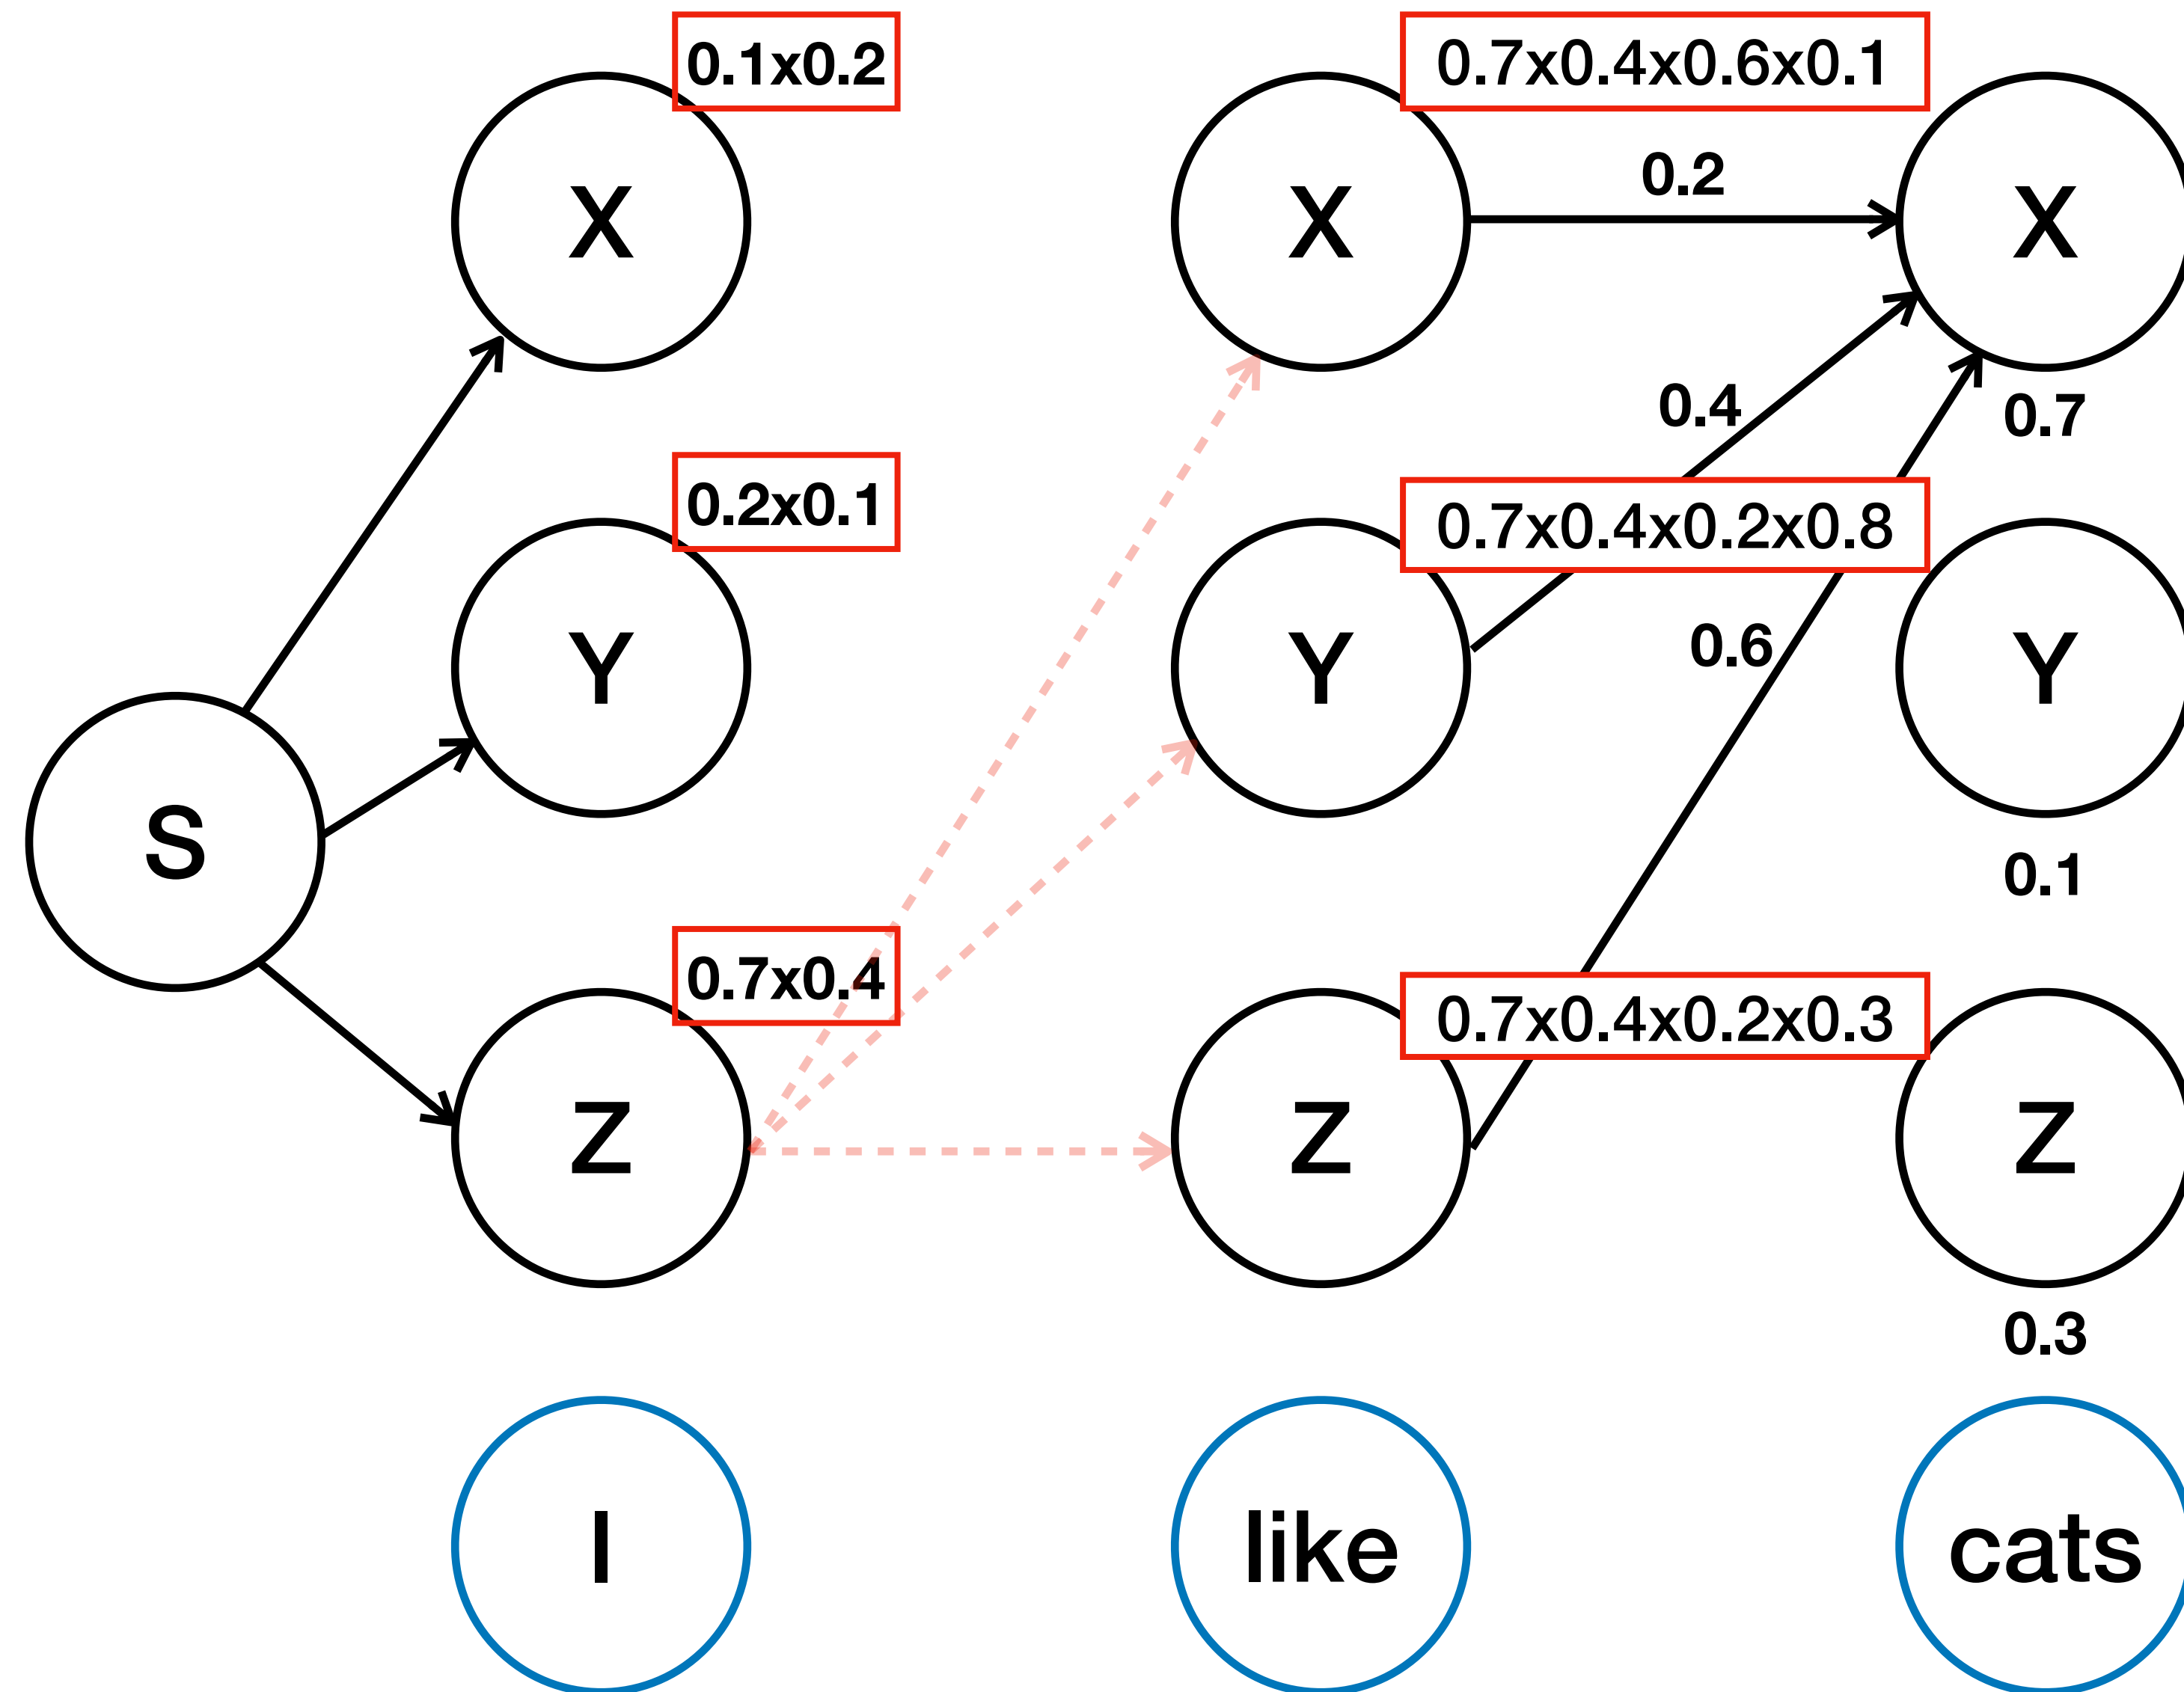 0.1x0.2
0.7x0.4x0.6x0.1
0.2
X
X
X
0.4
0.7
0.2x0.1
0.7x0.4x0.2x0.8
0.6
Y
Y
Y
S
0.1
0.7x0.4
0.7x0.4x0.2x0.3
Z
Z
Z
0.3
I
like
cats